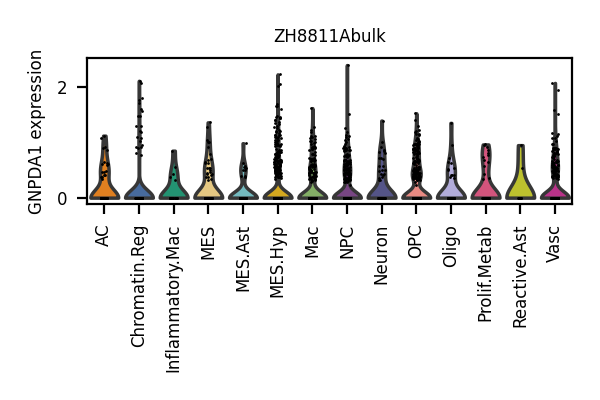 ZH8811Abulk
GNPDA1 expression
2
0
AC
Chromatin.Reg
Inflammatory.Mac
MES
MES.Ast
MES.Hyp
Mac
NPC
Neuron
OPC
Oligo
Prolif.Metab
Reactive.Ast
Vasc